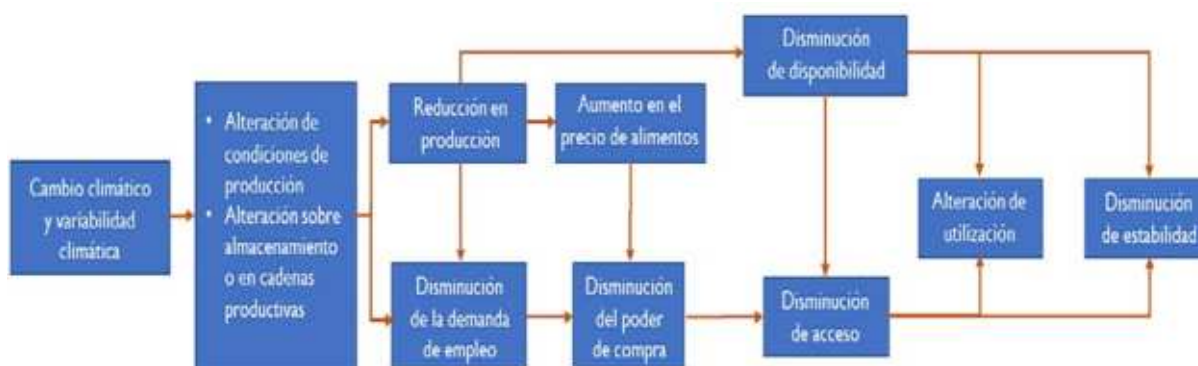 Cambio climático
y variabilidad
climática
• Alteración de
condiciones de
producción
• Alteración sobre
almacenamiento
o en cadenas
productivas
Reducción en
producción
Aumento en el
precio de alimentos
Disminución
de la demanda
de empleo
Disminución
del poder
de compra
Disminución
de disponibilidad
Disminución
de acceso
Alteración de
utilización
Disminución
de estabilidad